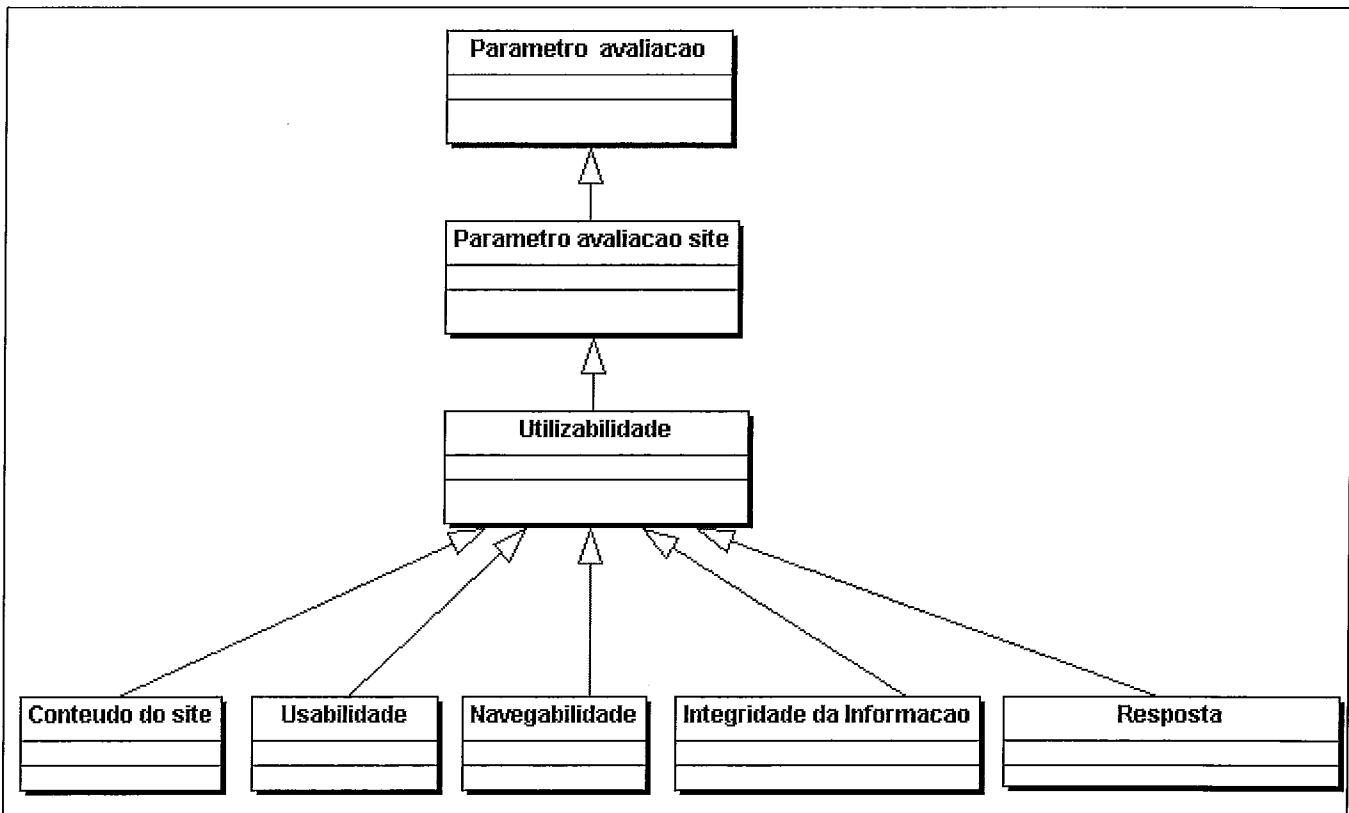 Parametro avaliacao
Parametro avaliacao site
Utilizabilidade
Conteudo do site
Usabilidade
Navegabilidade
Integridade da Informacao
Resposta